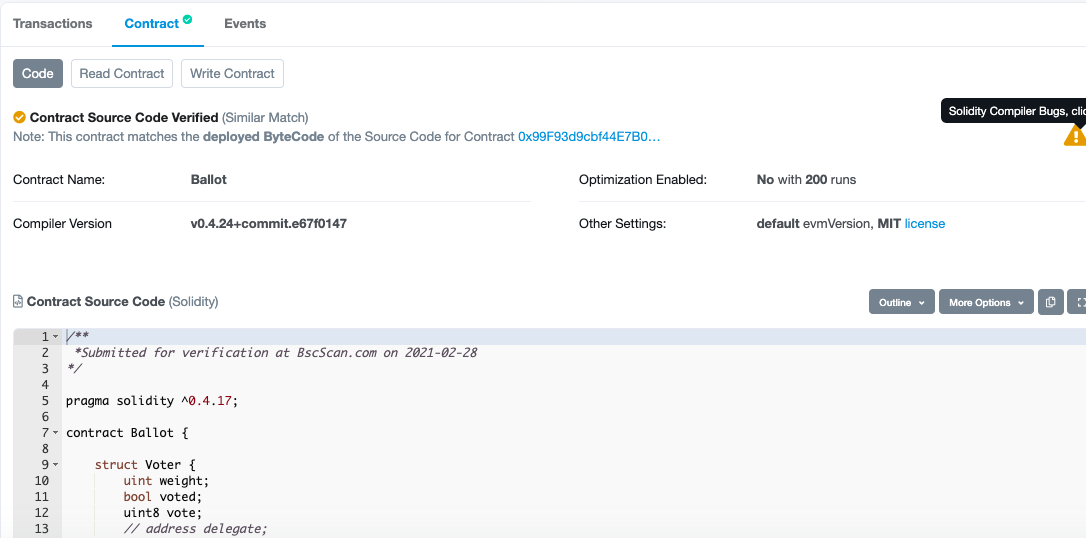 Transactions Contract Events
Code Read Contract Write Contract
Contract Source Code Verified (Similar Match)
Solidity Compiler Bugs, clic
Note: This contract matches the deployed ByteCode of the Source Code for Contract 0x99F93d9cbf44E7B0...
Contract Name: Ballot Optimization Enabled: No with 200 runs
Compiler Version v0.4.24+commit.e67f0147 Other Settings: default evmVersion, MIT license
Contract Source Code (Solidity) Outline More Options
1 /**
2 *Submitted for verification at BscScan.com on 2021-02-28
3 */
4
5 pragma solidity ^0.4.17;
6
7 contract Ballot {
8
9 struct Voter {
10 uint weight;
11 bool voted;
12 uint8 vote;
13 // address delegate;